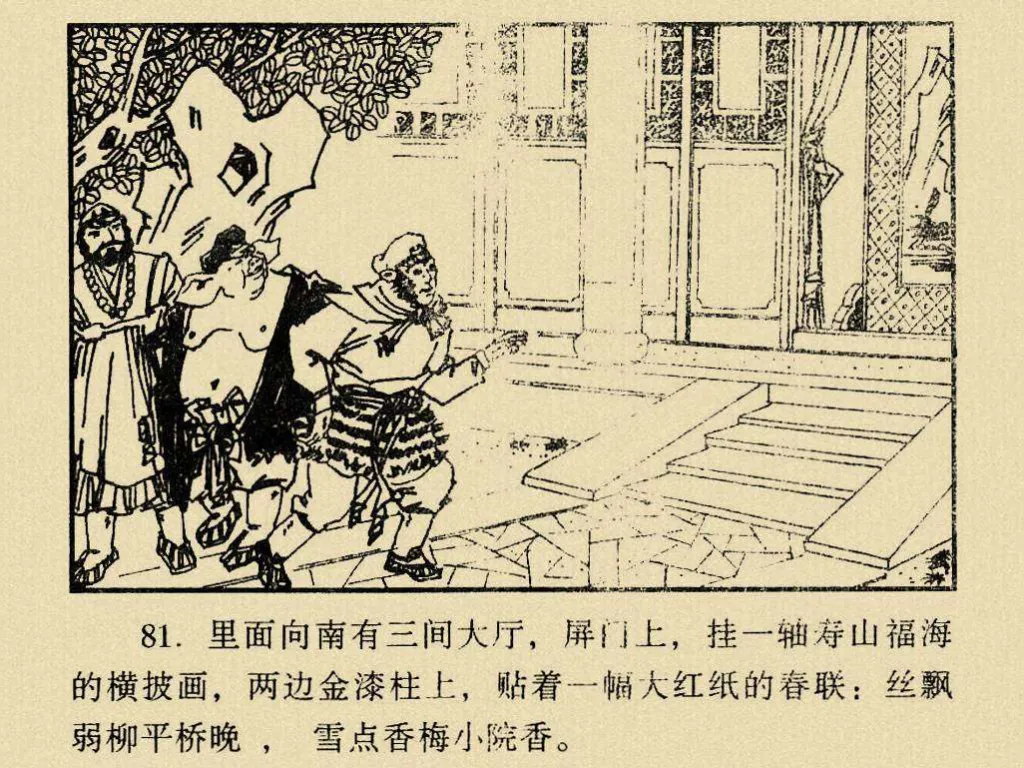 81. 里面向南有三间大厅，屏门上，挂一轴寿山福海
的横披画，两边金漆柱上，贴着一幅大红纸的春联：丝飘
弱柳平桥晚 ， 雪点香梅小院香。